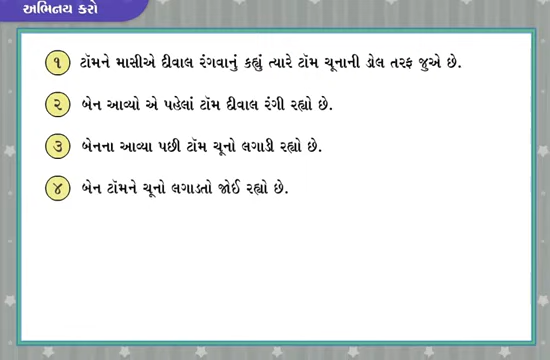 અભિનય કરો
૧ ટૉમને માસીએ દીવાલ રંગવાનું કહ્યું ત્યારે ટૉમ ચૂનાની ડોલ તરફ જુએ છે.
૨ બેન આવ્યો એ પહેલાં ટૉમ દીવાલ રંગી રહ્યો છે.
૩ બેનના આવ્યા પછી ટૉમ ચૂનો લગાડી રહ્યો છે.
૪ બેન ટૉમને ચૂનો લગાડતો જોઈ રહ્યો છે.